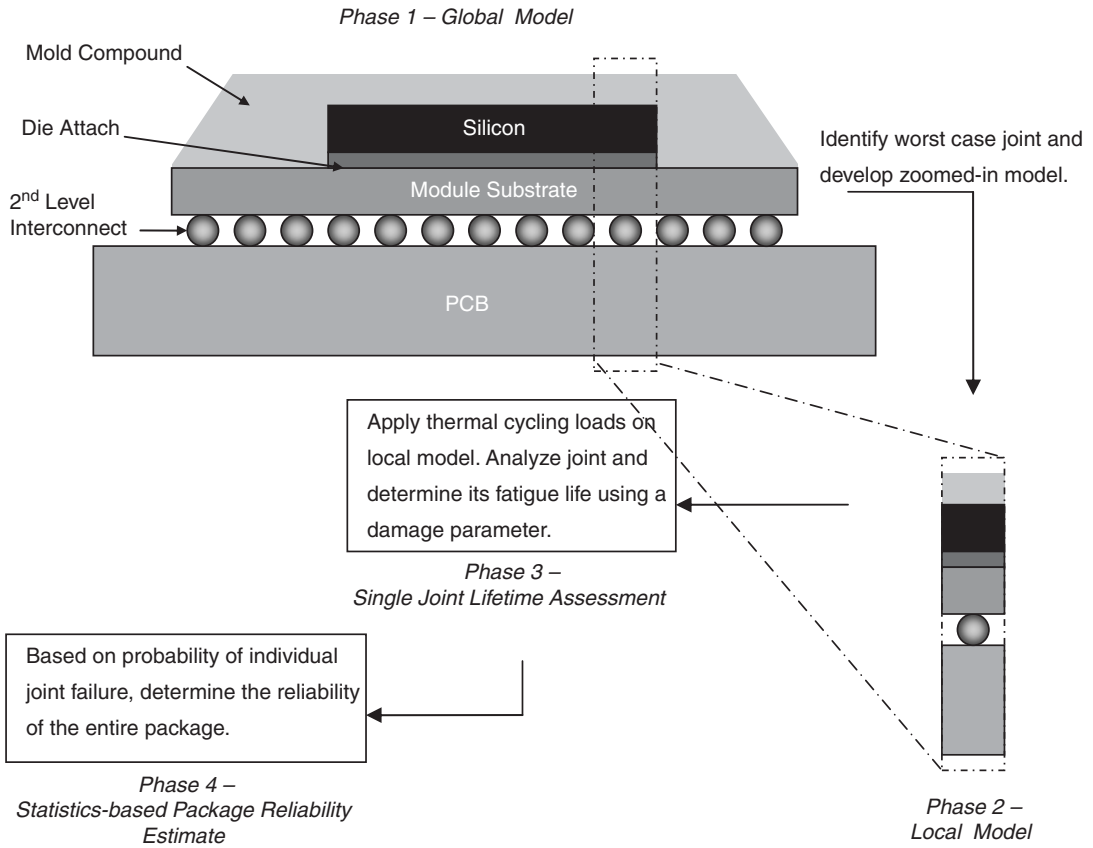 Phase 1 – Global Model
Mold Compound
Die Attach
Silicon
Module Substrate
2nd Level
Interconnect
PCB
Identify worst case joint and
develop zoomed-in model.
Apply thermal cycling loads on
local model. Analyze joint and
determine its fatigue life using a
damage parameter.
Phase 3 –
Single Joint Lifetime Assessment
Based on probability of individual
joint failure, determine the reliability
of the entire package.
Phase 4 –
Statistics-based Package Reliability
Estimate
Phase 2 –
Local Model